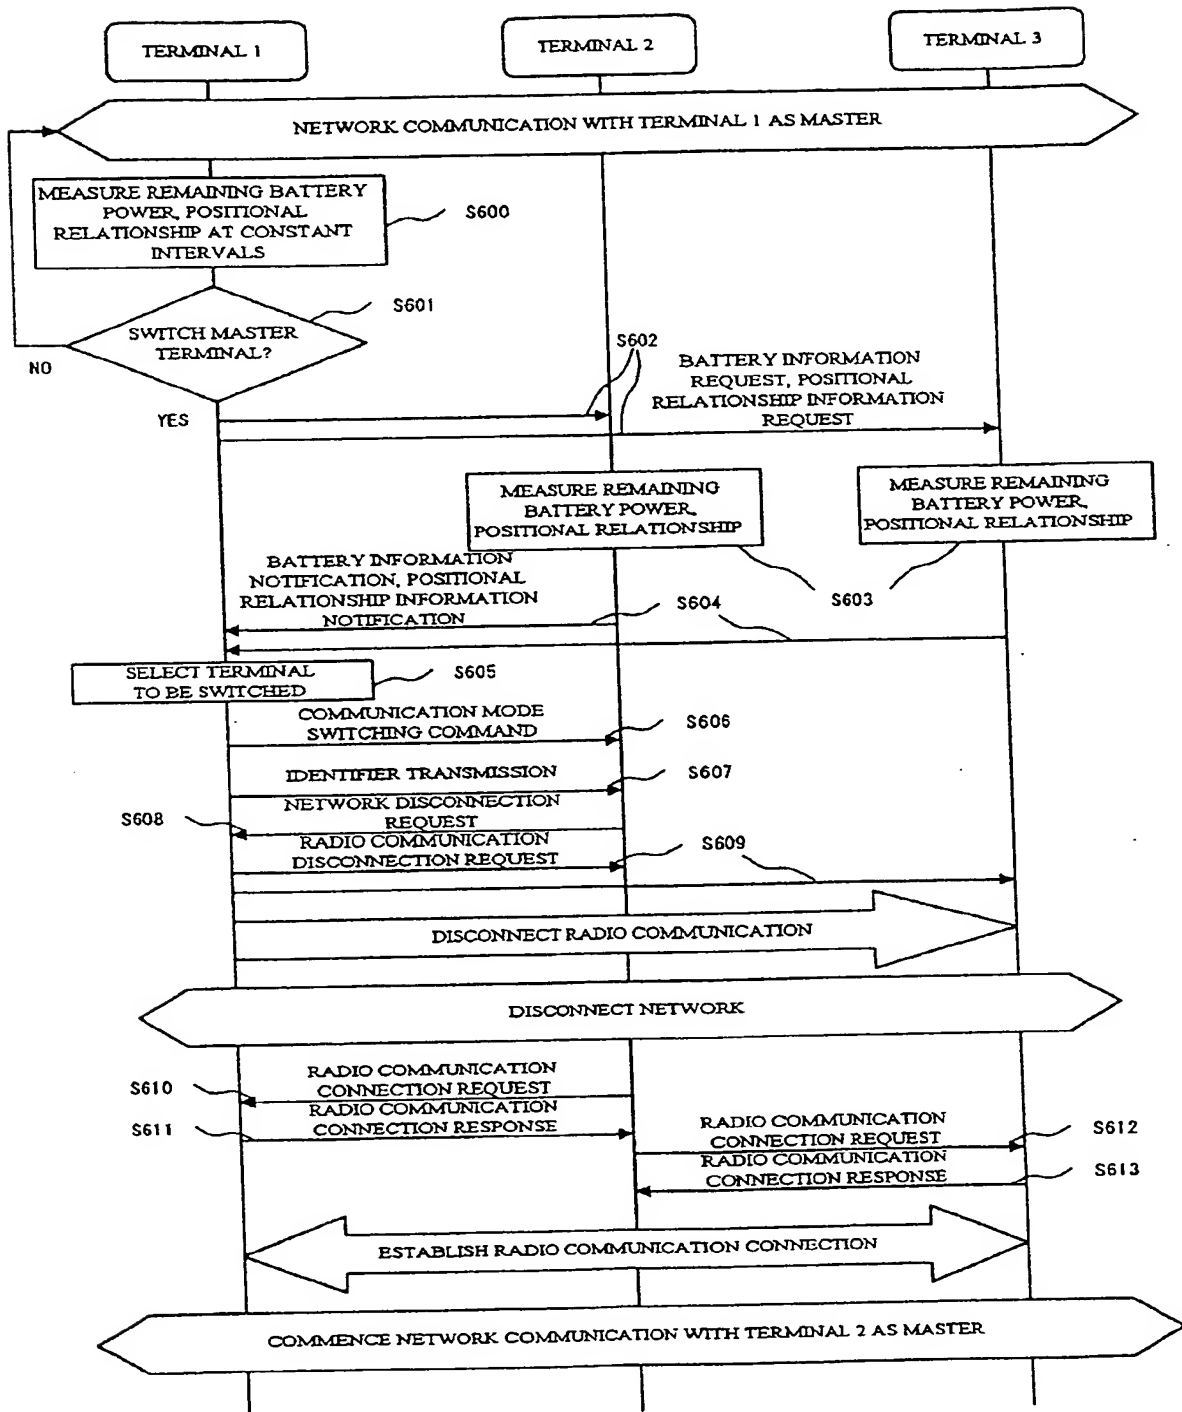 TERMINAL 1
TERMINAL 2
TERMINAL 3
NETWORK COMMUNICATION WITH TERMINAL 1 AS MASTER
MEASURE REMAINING BATTERY
POWER, POSITIONAL
RELATIONSHIP AT CONSTANT
INTERVALS
S600
S601
SWITCH MASTER
TERMINAL?
NO
YES
S602
BATTERY INFORMATION
REQUEST, POSITIONAL
RELATIONSHIP INFORMATION
REQUEST
MEASURE REMAINING
BATTERY POWER,
POSITIONAL RELATIONSHIP
MEASURE REMAINING
BATTERY POWER,
POSITIONAL RELATIONSHIP
S603
BATTERY INFORMATION
NOTIFICATION, POSITIONAL
RELATIONSHIP INFORMATION
NOTIFICATION
S604
SELECT TERMINAL
TO BE SWITCHED
S605
COMMUNICATION MODE
SWITCHING COMMAND
S606
IDENTIFIER TRANSMISSION
S607
NETWORK DISCONNECTION
REQUEST
S608
RADIO COMMUNICATION
DISCONNECTION REQUEST
S609
DISCONNECT RADIO COMMUNICATION
DISCONNECT NETWORK
RADIO COMMUNICATION
CONNECTION REQUEST
S610
RADIO COMMUNICATION
CONNECTION RESPONSE
S611
RADIO COMMUNICATION
CONNECTION REQUEST
S612
RADIO COMMUNICATION
CONNECTION RESPONSE
S613
ESTABLISH RADIO COMMUNICATION CONNECTION
COMMENCE NETWORK COMMUNICATION WITH TERMINAL 2 AS MASTER